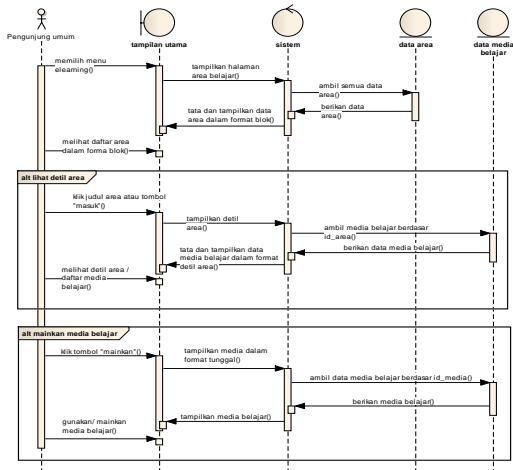 Pengunjung umum
tampilan utama
sistem
data area
data media
belajar
memilih menu
elearning()
tampilkan halaman
area belajar()
ambil semua data
area()
berikan data
area()
tata dan tampilkan data
area dalam format blok()
melihat daftar area
dalam forma blok()
alt lihat detil area
klik judul area atau tombol
"masuk"()
tampilkan detil
area()
ambil media belajar berdasar
id_area()
berikan data media belajar()
tata dan tampilkan data
media belajar dalam format
detil area()
melihat detil area /
daftar media
belajar()
alt mainkan media belajar
klik tombol "mainkan"()
tampilkan media dalam
format tunggal()
ambil data media belajar berdasar id_media()
berikan media belajar()
tampilkan media belajar()
gunakan/ mainkan
media belajar()